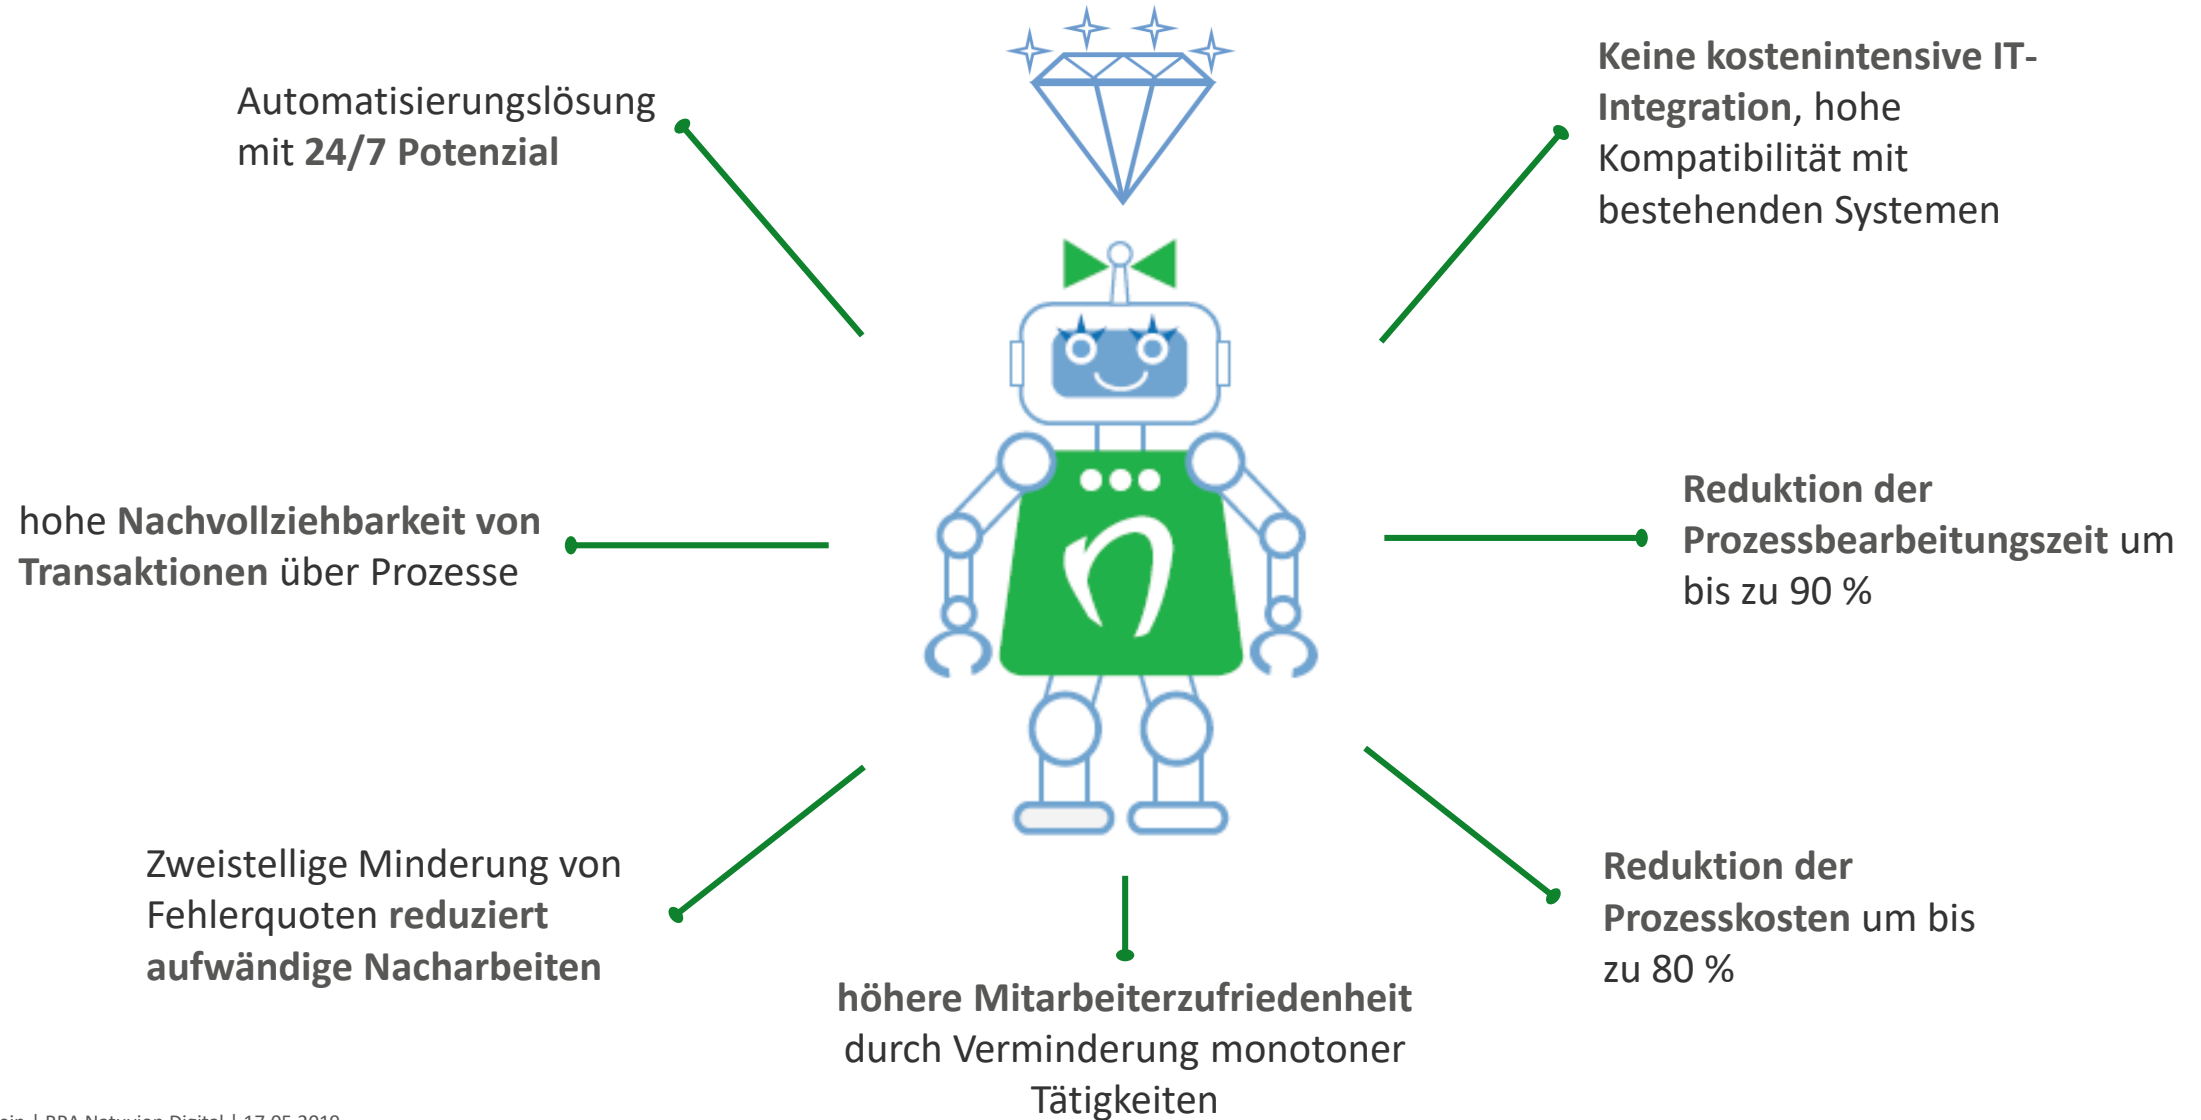 Automatisierungslösung
mit 24/7 Potenzial
Keine kostenintensive IT-
Integration, hohe
Kompatibilität mit
bestehenden Systemen
hohe Nachvollziehbarkeit von
Transaktionen über Prozesse
Reduktion der
Prozessbearbeitungszeit um
bis zu 90 %
Zweistellige Minderung von
Fehlerquoten reduziert
aufwändige Nacharbeiten
Reduktion der
Prozesskosten um bis
zu 80 %
höhere Mitarbeiterzufriedenheit
durch Verminderung monotoner
Tätigkeiten